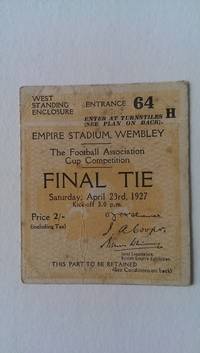 WEST
STANDING
ENCLOSURE
ENTRANCE 64
H
ENTER AT TURNSTILES
(SEE PLAN ON BACK).
EMPIRE STADIUM, WEMBLEY
The Football Association
Cup Competition
FINAL TIE
Saturday, April 23rd, 1927
Kick-off 3.0 p.m.
Price 2/-
(including Tax)
THIS PART TO BE RETAINED
(See Conditions on back)